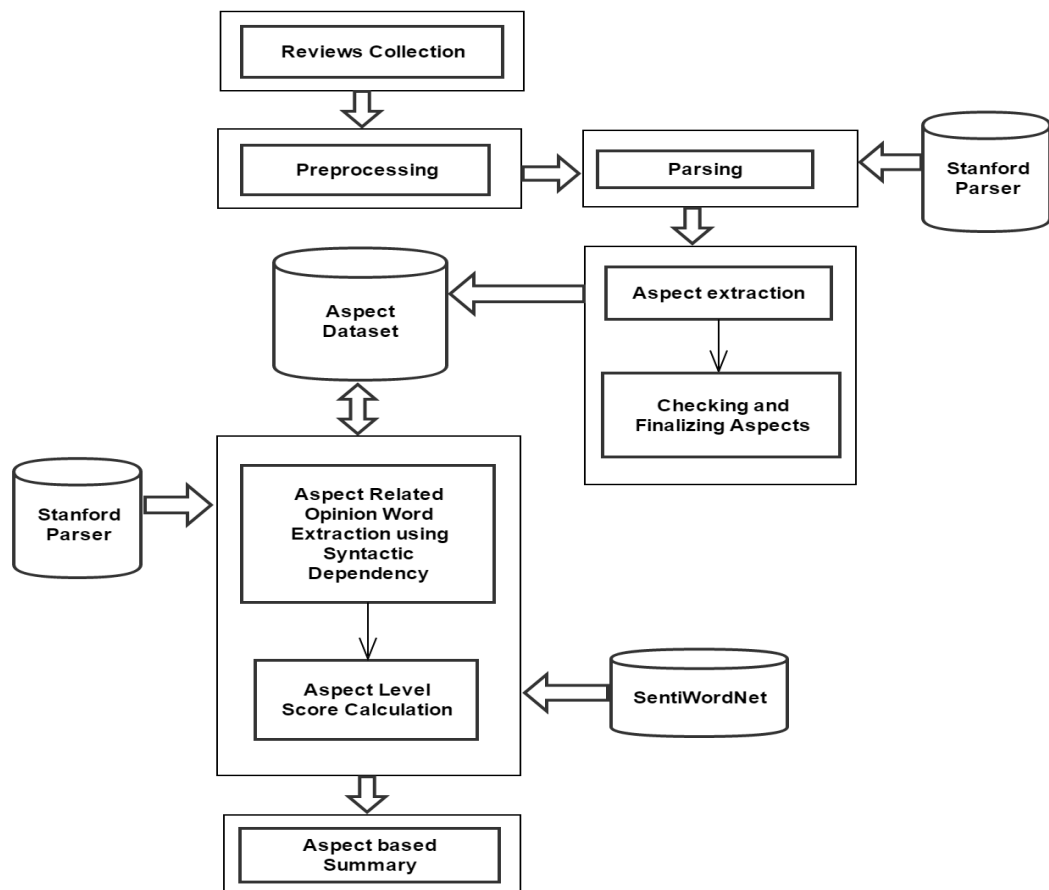 Reviews Collection
Preprocessing
Parsing
Stanford
Parser
Aspect
Dataset
Aspect extraction
Checking and
Finalizing Aspects
Stanford
Parser
Aspect Related
Opinion Word
Extraction using
Syntactic
Dependency
Aspect Level
Score Calculation
SentiWordNet
Aspect based
Summary